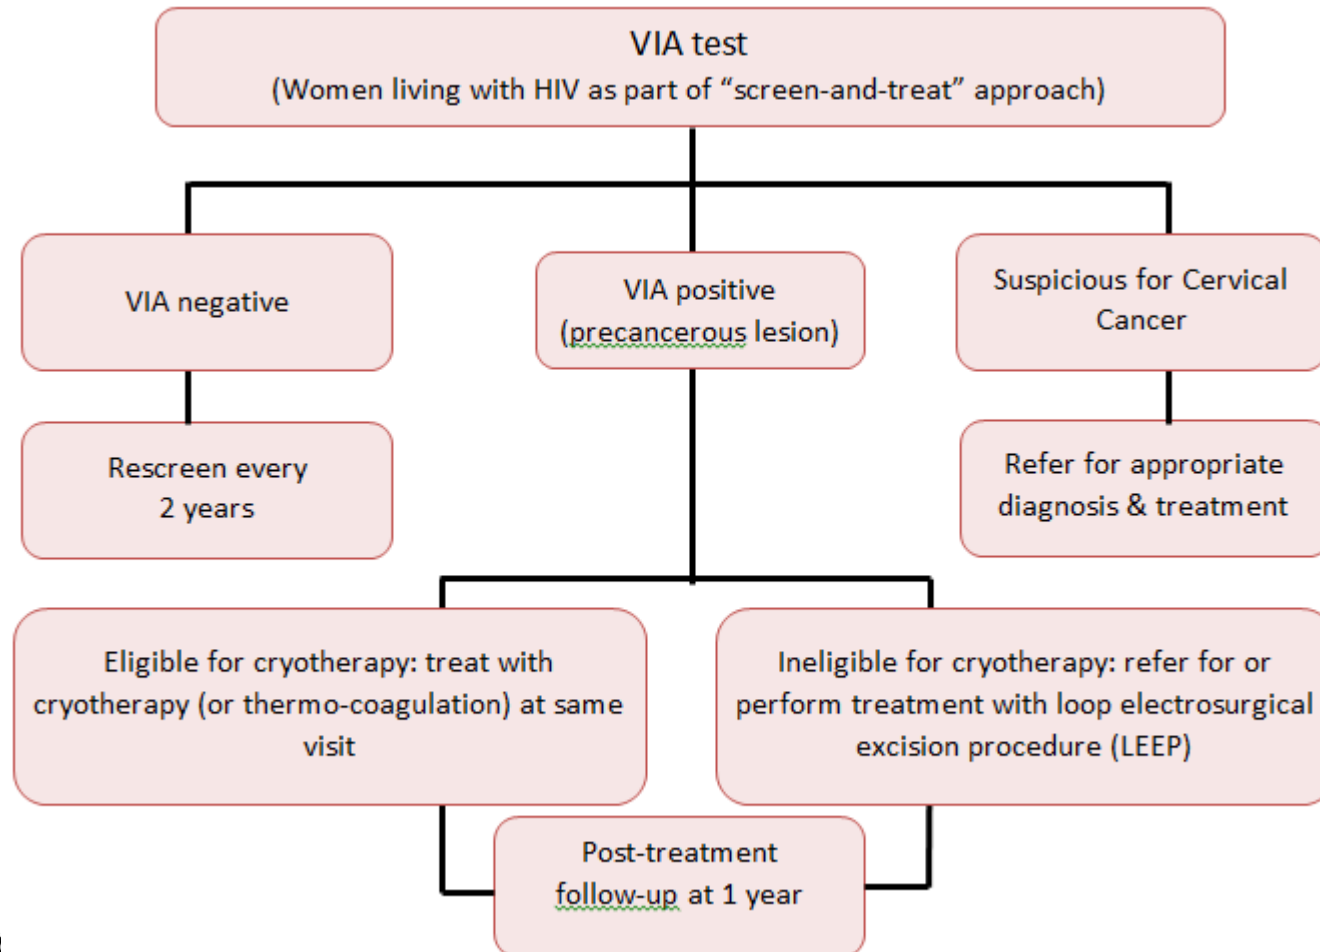 VIA test
(Women living with HIV as part of “screen-and-treat” approach)
VIA negative
VIA positive
(precancerous lesion)
Suspicious for Cervical
Cancer
Rescreen every
2 years
Refer for appropriate
diagnosis & treatment
Eligible for cryotherapy: treat with
cryotherapy (or thermo-coagulation) at same
visit
Ineligible for cryotherapy: refer for or
perform treatment with loop electrosurgical
excision procedure (LEEP)
Post-treatment
follow-up at 1 year